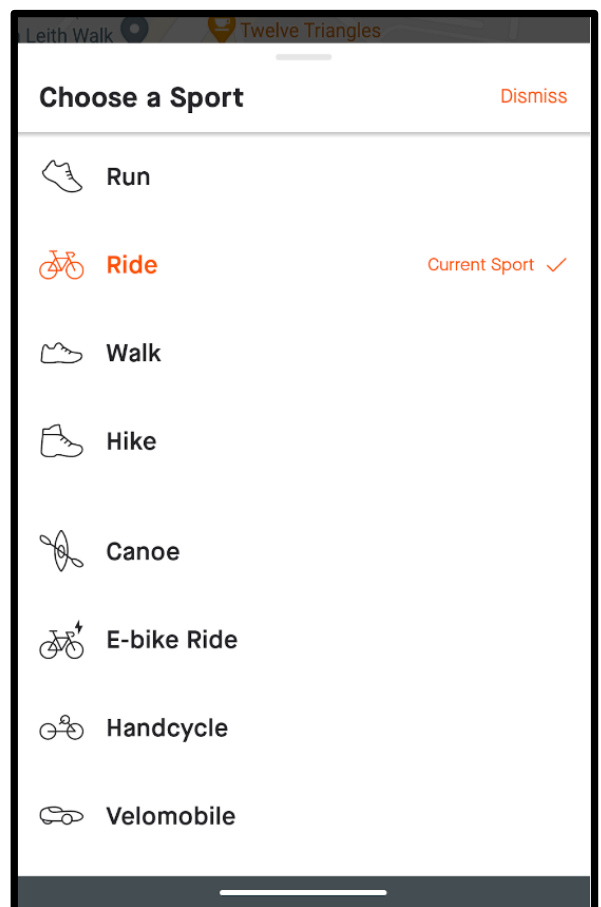 Leith Walk
Twelve Triangles
Choose a Sport
Dismiss
Run
Ride
Current Sport
Walk
Hike
Canoe
E-bike Ride
Handcycle
Velomobile